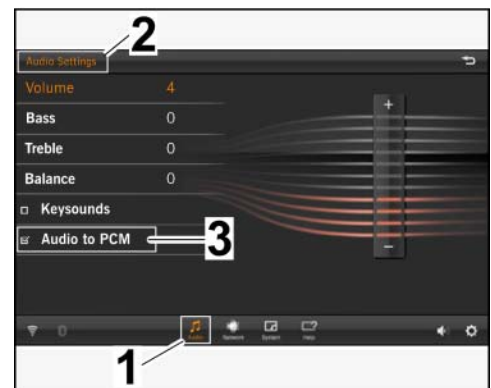 2
Audio Settings
Volume 4
Bass 0
Treble 0
Balance 0
Keysounds
Audio to PCM
3
+
−
Audio Network System Help
1